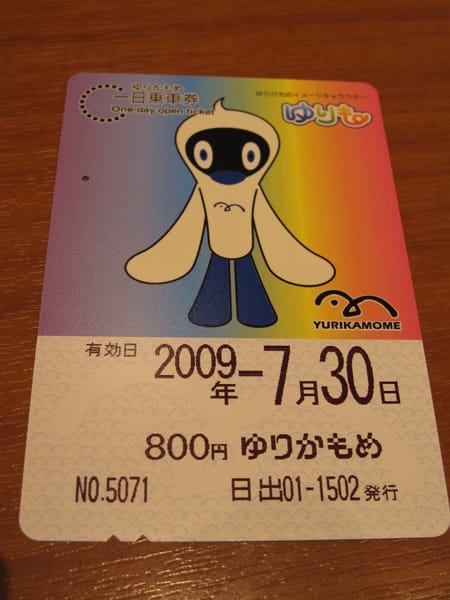 ゆりかもめ
一日乗車券
One-day open ticket
ゆりかもめイメージキャラクター
ゆりも
YURIKAMOME
有効日 2009年-7月30日
800円 ゆりかもめ
NO.5071 日出01-1502発行